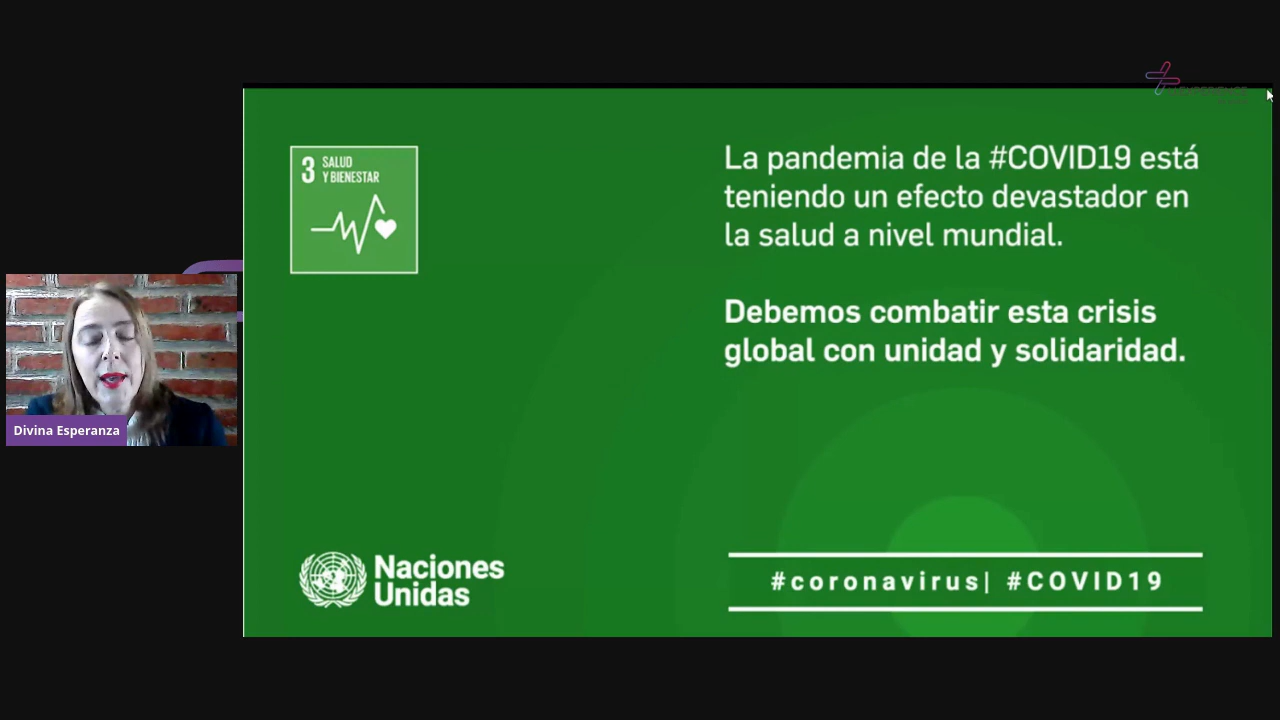 3 SALUD
Y BIENESTAR
La pandemia de la #COVID19 está
teniendo un efecto devastador en
la salud a nivel mundial.
Debemos combatir esta crisis
global con unidad y solidaridad.
Divina Esperanza
Naciones
Unidas
#coronavirus| #COVID19